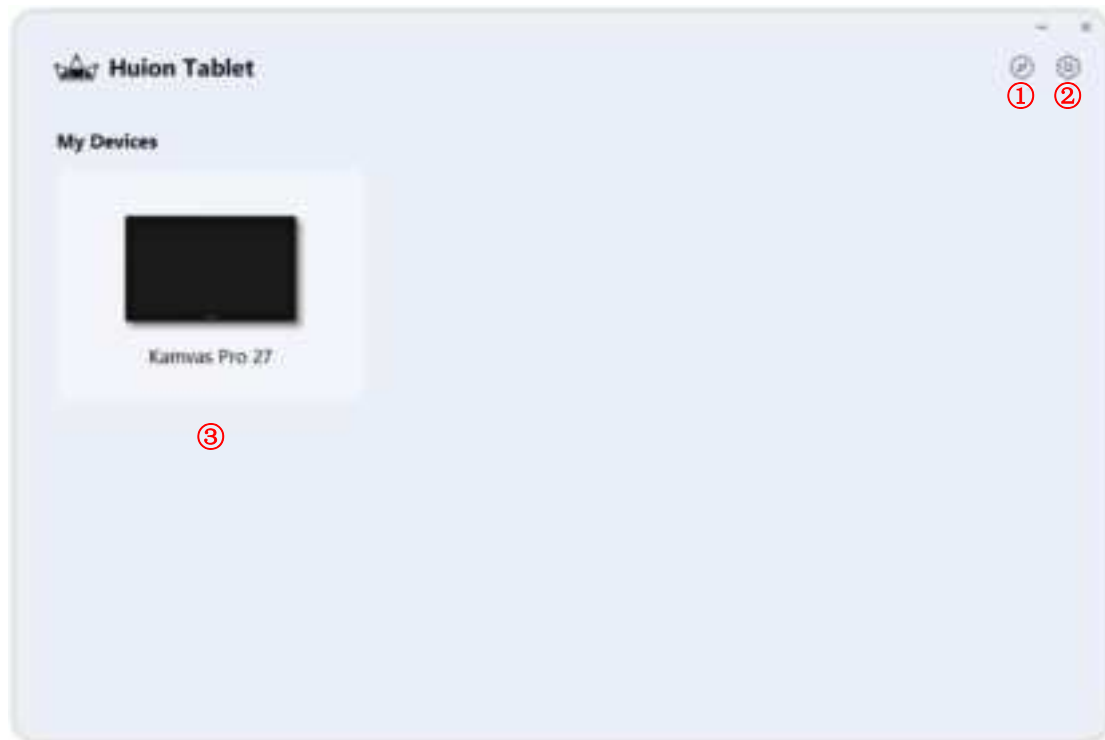 Huion Tablet
① ②
My Devices
Kamvas Pro 27
③